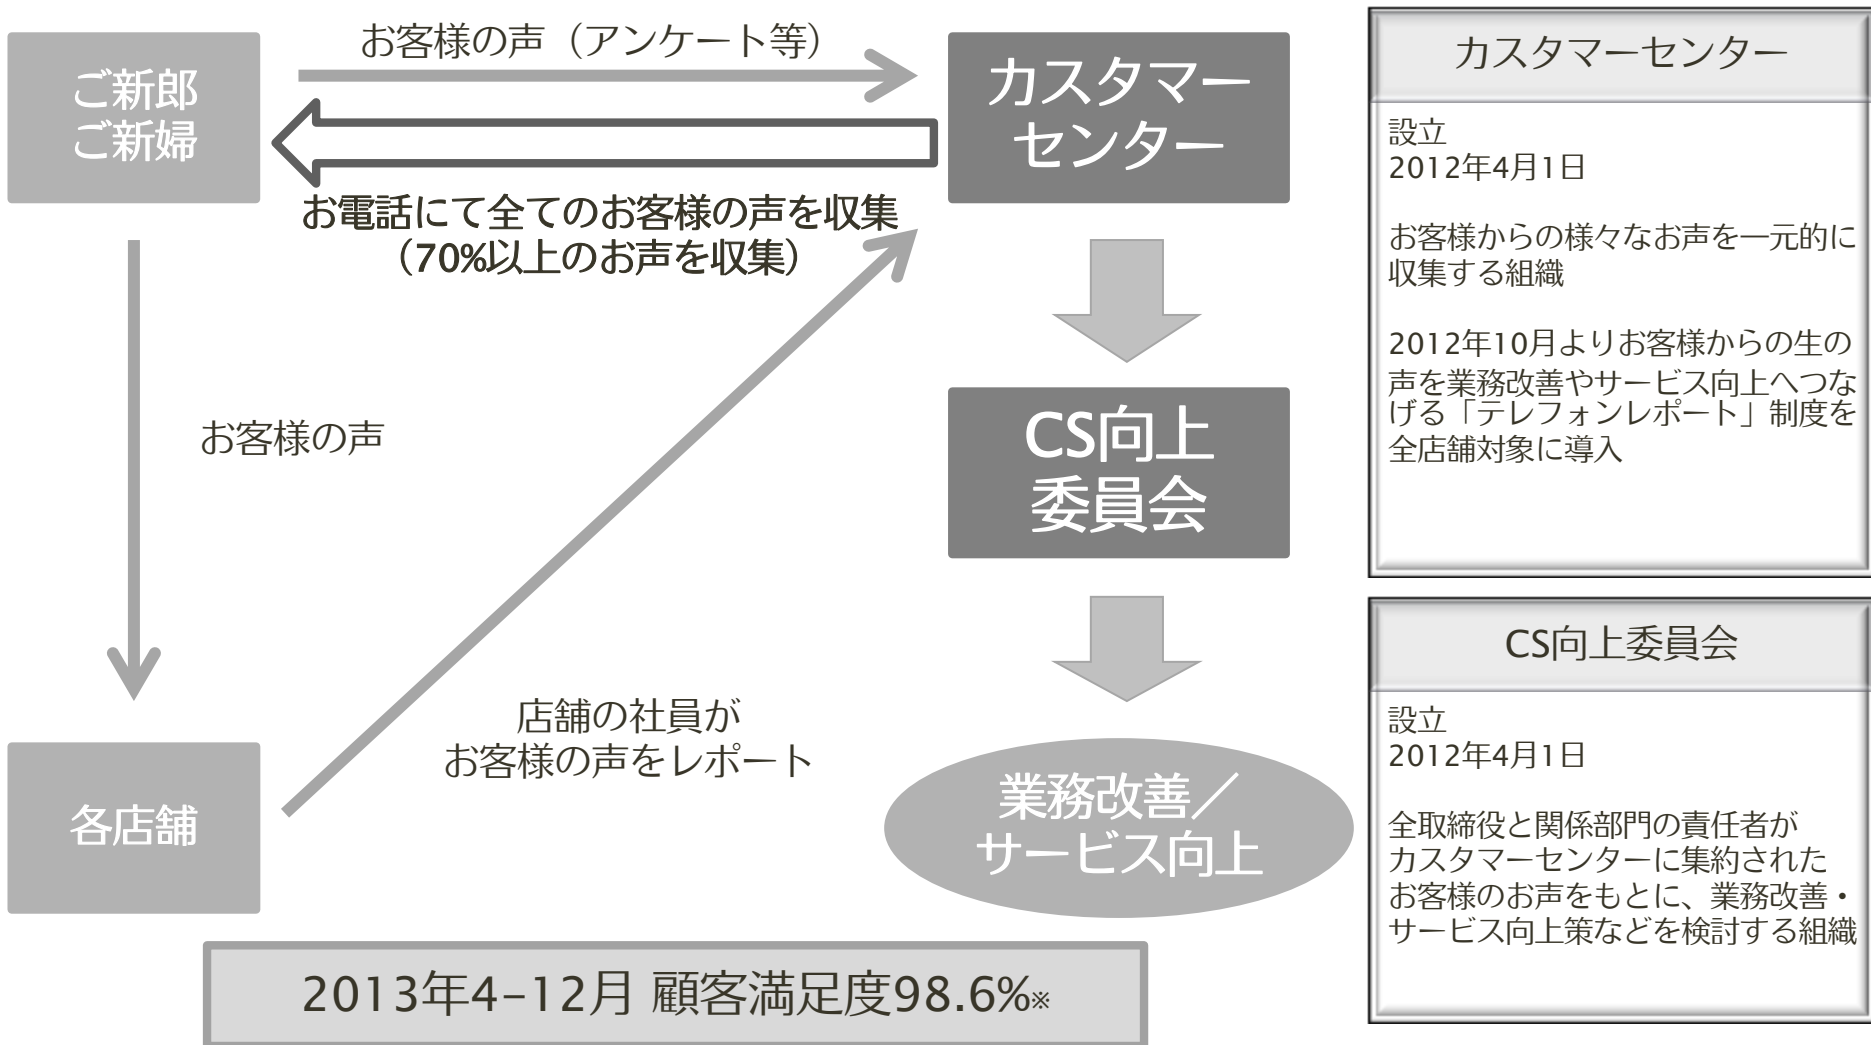 お客様の声（アンケート等）
ご新郎
ご新婦
カスタマー
センター
お電話にて全てのお客様の声を収集
（70%以上のお声を収集）
お客様の声
CS向上
委員会
店舗の社員が
お客様の声をレポート
各店舗
業務改善／
サービス向上
2013年4-12月 顧客満足度98.6%※
カスタマーセンター
設立
2012年4月1日
お客様からの様々なお声を一元的に
収集する組織
2012年10月よりお客様からの生の
声を業務改善やサービス向上へつな
げる「テレフォンレポート」制度を
全店舗対象に導入
CS向上委員会
設立
2012年4月1日
全取締役と関係部門の責任者が
カスタマーセンターに集約された
お客様のお声をもとに、業務改善・
サービス向上策などを検討する組織